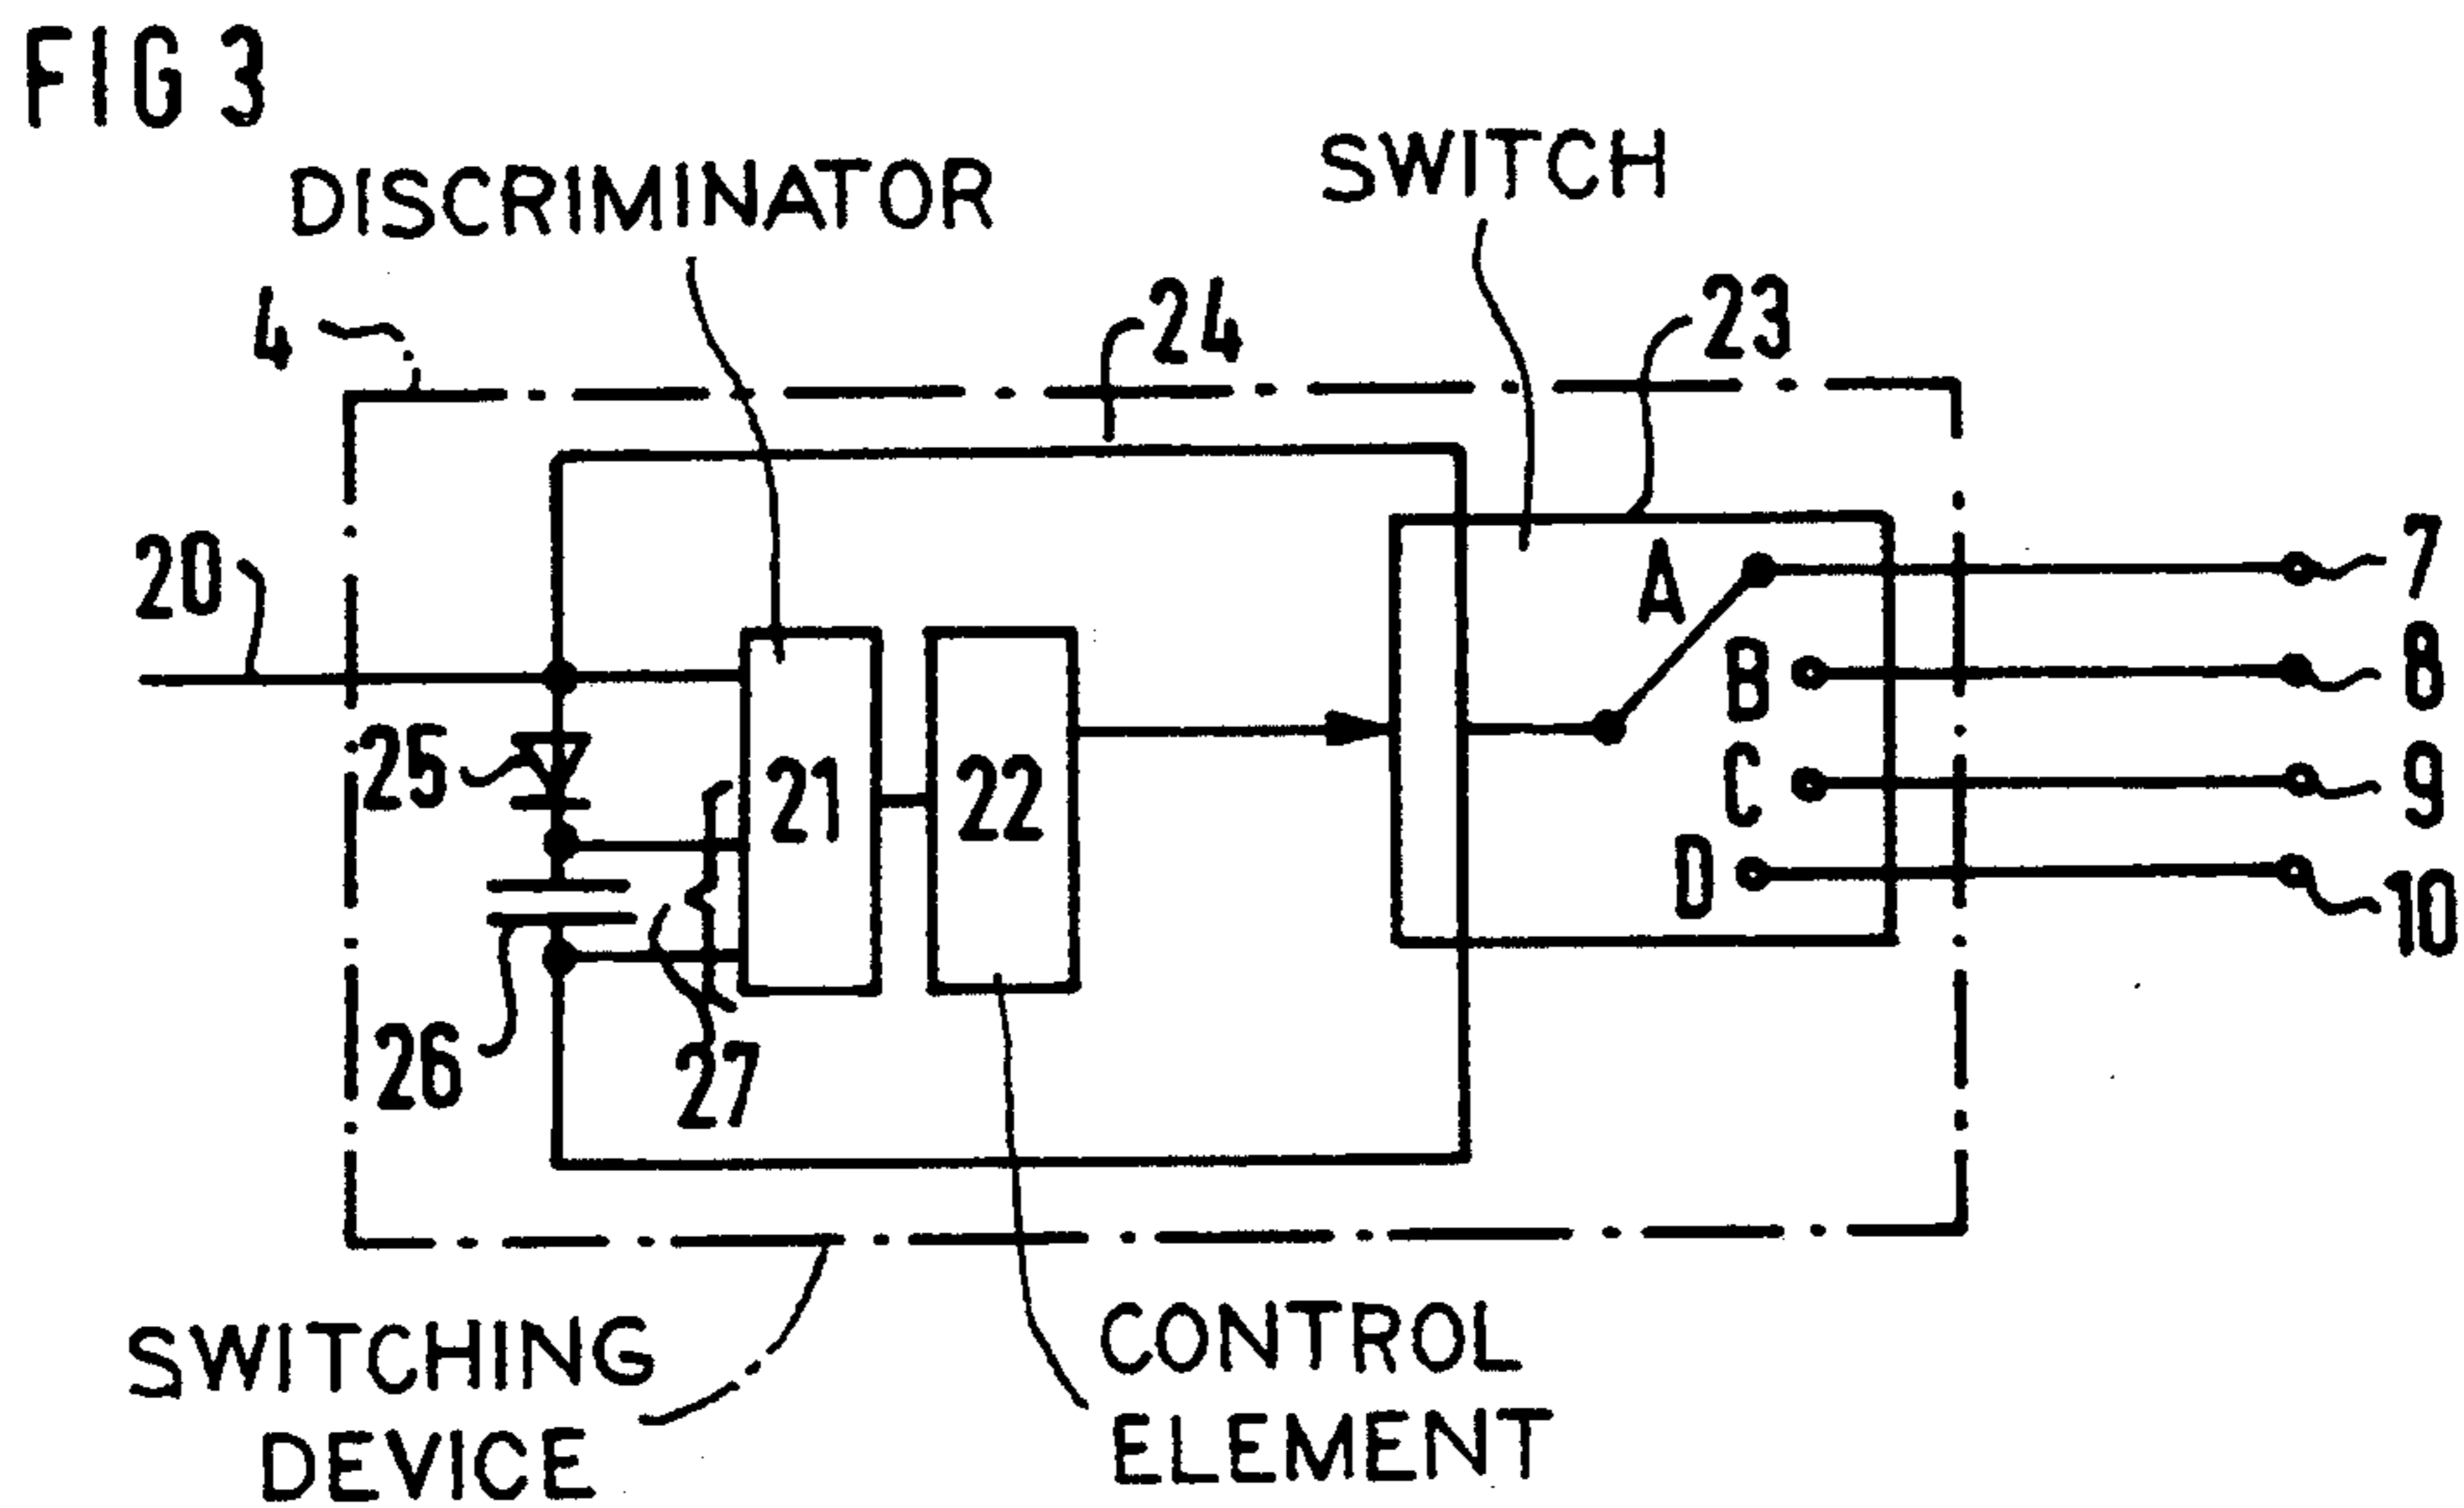 FIG 3
DISCRIMINATOR
SWITCH
4
24
23
20
A
7
B
8
25
21
22
C
9
D
10
26
27
SWITCHING
DEVICE
CONTROL
ELEMENT